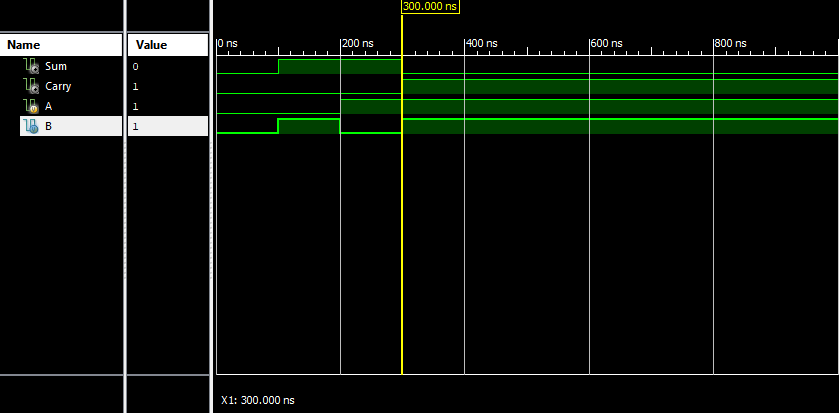 300.000 ns
Name Value
0 ns 200 ns 400 ns 600 ns 800 ns
Sum 0
Carry 1
A 1
B 1
X1: 300.000 ns